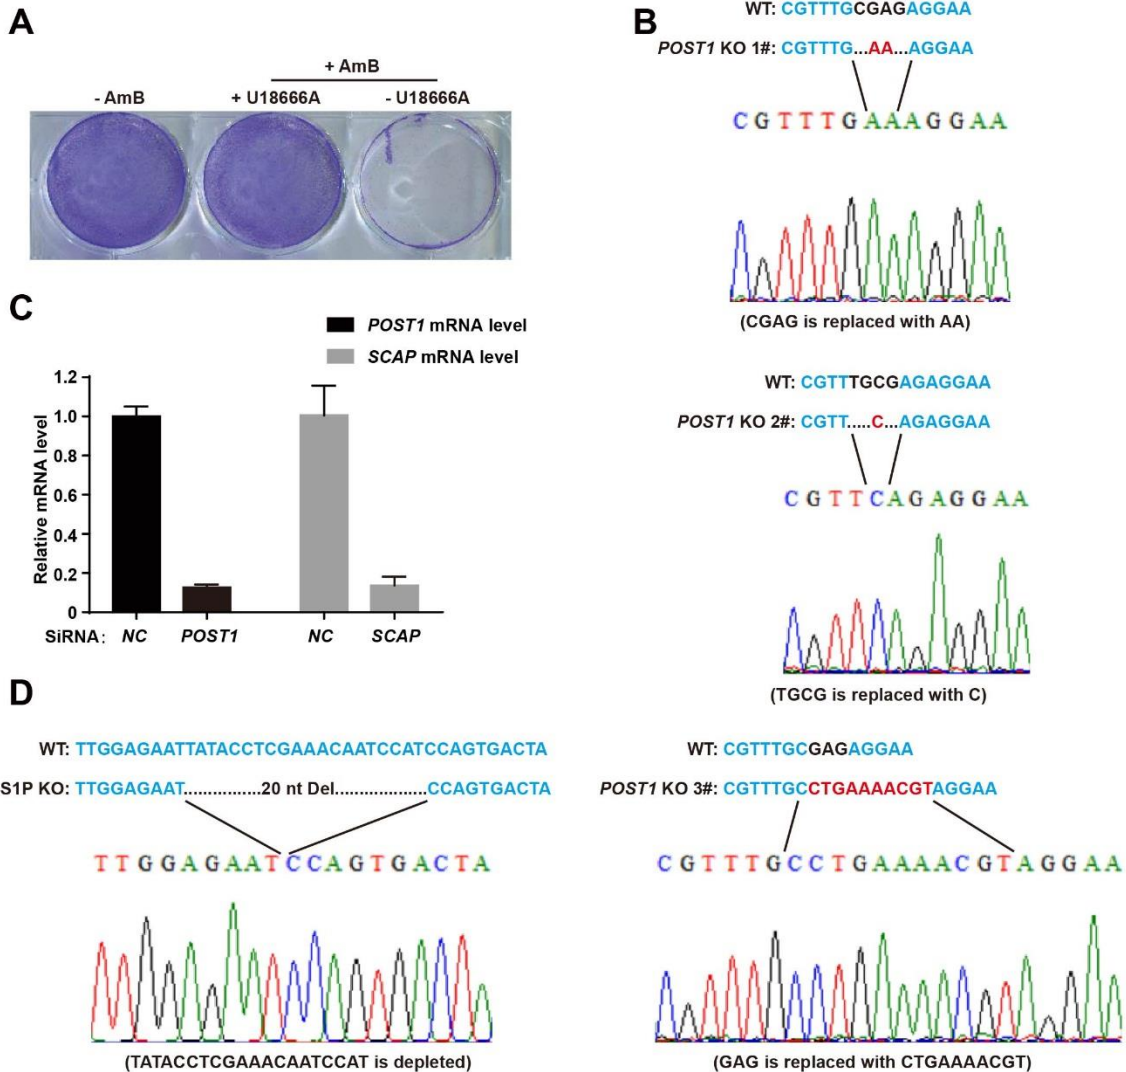 A
+ AmB
- AmB
+ U18666A
- U18666A
B
WT: CGTTTGCGAGAGGAA
POST1 KO 1#: CGTTTG...AA...AGGAA
CGTTTGAAAGGAA
(CGAG is replaced with AA)
WT: CGTTTGCGAGAGGAA
POST1 KO 2#: CGTT.....C...AGAGGAA
CGTTCAGAGGAA
(TGCG is replaced with C)
C
POST1 mRNA level
SCAP mRNA level
Relative mRNA level
1.2
1.0
0.8
0.6
0.4
0.2
0
SiRNA: NC POST1 NC SCAP
D
WT: TTGGAGAATTATACCTCGAAACAATCCATCCAGTGACTA
S1P KO: TTGGAGAAT...............20 nt Del..................CCAGTGACTA
TTGGAGAATCCAGTGACTA
(TATACCTCGAAACAATCCAT is depleted)
WT: CGTTTGCGAGAGGAA
POST1 KO 3#: CGTTTGCCTGAAAACGTAGGAA
CGTTTGCCTGAAAACGTAGGAA
(GAG is replaced with CTGAAAACGT)